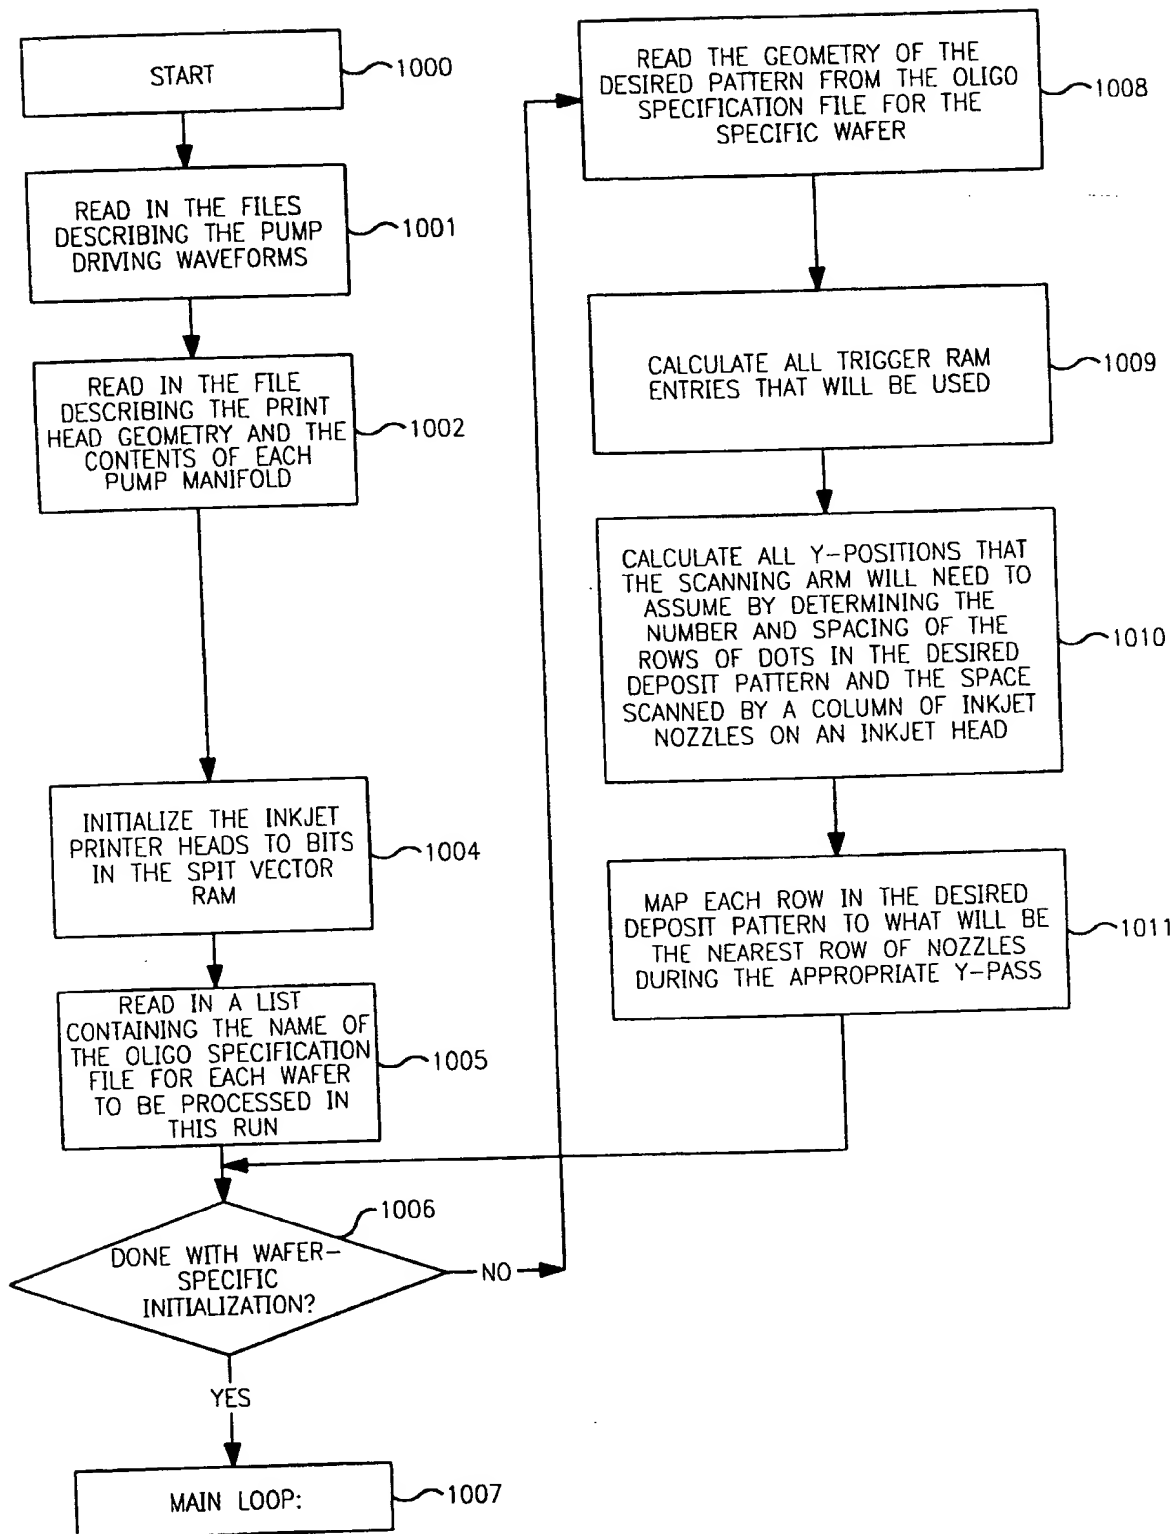 START
1000
READ IN THE FILES
DESCRIBING THE PUMP
DRIVING WAVEFORMS
1001
READ IN THE FILE
DESCRIBING THE PRINT
HEAD GEOMETRY AND THE
CONTENTS OF EACH
PUMP MANIFOLD
1002
INITIALIZE THE INKJET
PRINTER HEADS TO BITS
IN THE SPIT VECTOR
RAM
1004
READ IN A LIST
CONTAINING THE NAME OF
THE OLIGO SPECIFICATION
FILE FOR EACH WAFER
TO BE PROCESSED IN
THIS RUN
1005
1006
DONE WITH WAFER-
SPECIFIC
INITIALIZATION?
NO
YES
MAIN LOOP:
1007
READ THE GEOMETRY OF THE
DESIRED PATTERN FROM THE OLIGO
SPECIFICATION FILE FOR THE
SPECIFIC WAFER
1008
CALCULATE ALL TRIGGER RAM
ENTRIES THAT WILL BE USED
1009
CALCULATE ALL Y-POSITIONS THAT
THE SCANNING ARM WILL NEED TO
ASSUME BY DETERMINING THE
NUMBER AND SPACING OF THE
ROWS OF DOTS IN THE DESIRED
DEPOSIT PATTERN AND THE SPACE
SCANNED BY A COLUMN OF INKJET
NOZZLES ON AN INKJET HEAD
1010
MAP EACH ROW IN THE DESIRED
DEPOSIT PATTERN TO WHAT WILL BE
THE NEAREST ROW OF NOZZLES
DURING THE APPROPRIATE Y-PASS
1011